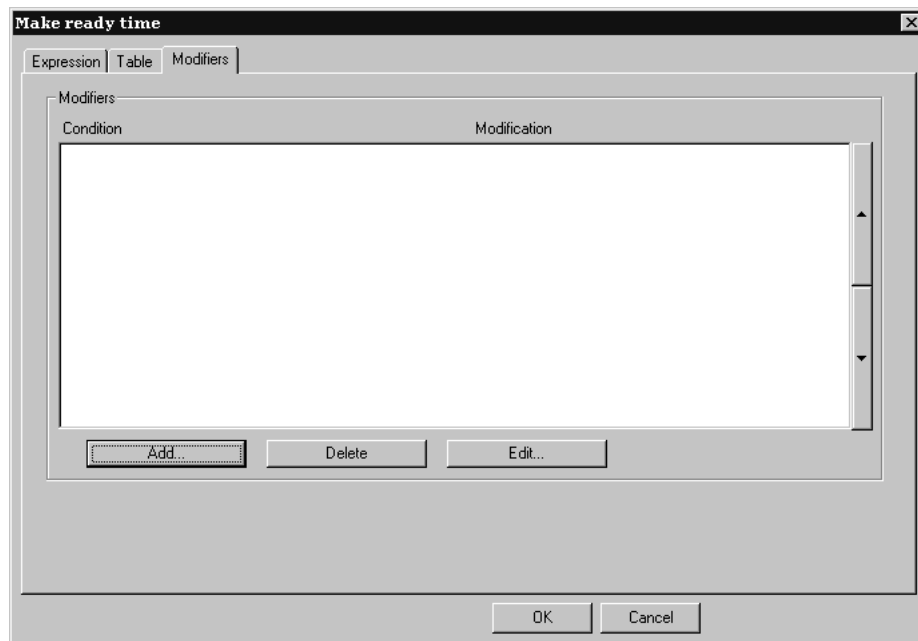 Make ready time
Expression Table Modifiers
Modifiers
Condition Modification
Add... Delete Edit...
OK Cancel